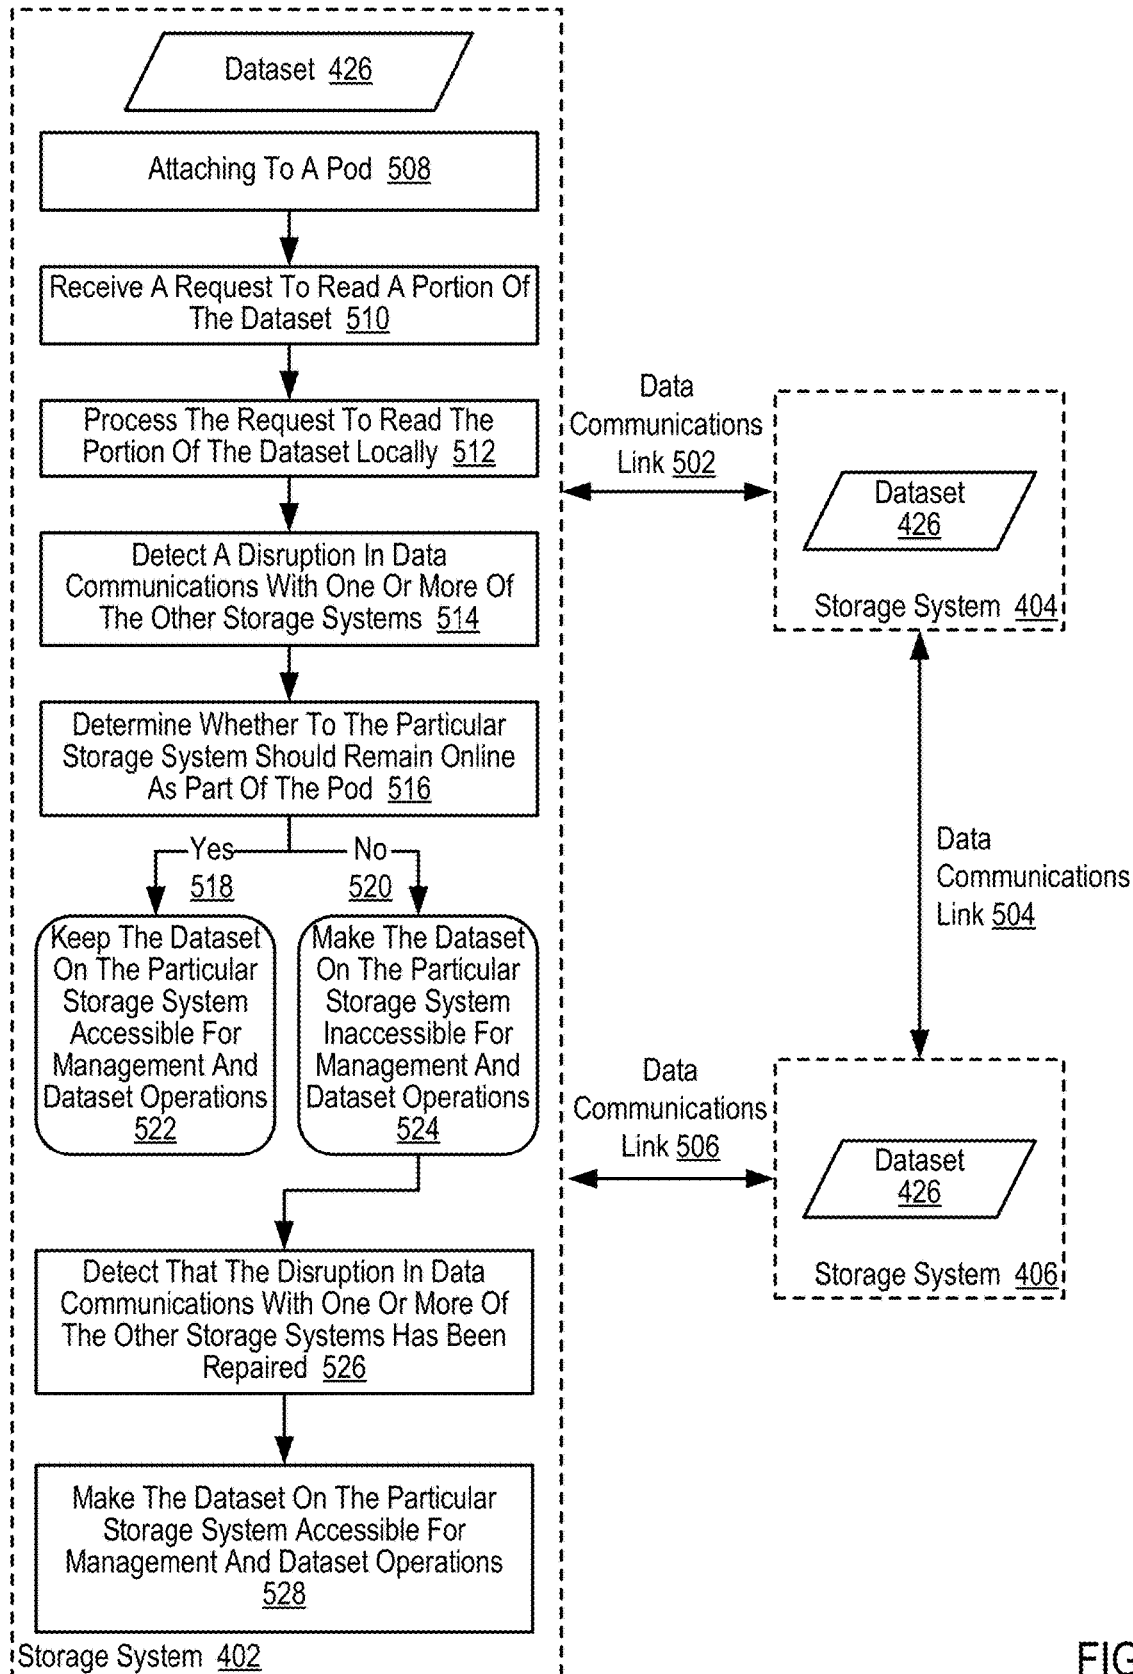 Dataset 426
Attaching To A Pod 508
Receive A Request To Read A Portion Of
The Dataset 510
Process The Request To Read The
Portion Of The Dataset Locally 512
Detect A Disruption In Data
Communications With One Or More Of
The Other Storage Systems 514
Determine Whether To The Particular
Storage System Should Remain Online
As Part Of The Pod 516
Yes
518
No
520
Keep The Dataset
On The Particular
Storage System
Accessible For
Management And
Dataset Operations
522
Make The Dataset
On The Particular
Storage System
Inaccessible For
Management And
Dataset Operations
524
Detect That The Disruption In Data
Communications With One Or More Of
The Other Storage Systems Has Been
Repaired 526
Make The Dataset On The Particular
Storage System Accessible For
Management And Dataset Operations
528
Storage System 402
Data
Communications
Link 502
Dataset
426
Storage System 404
Data
Communications
Link 504
Data
Communications
Link 506
Dataset
426
Storage System 406
FIG